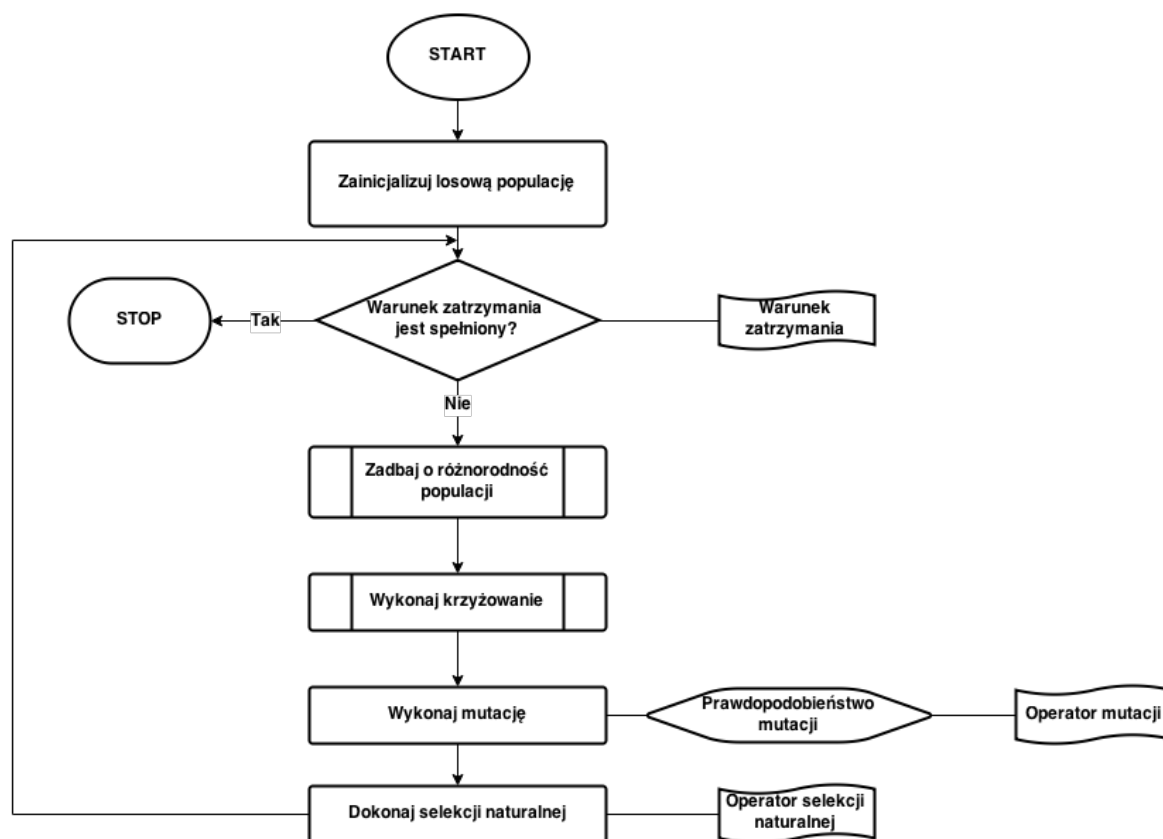 START
Zainicjalizuj losową populację
Warunek zatrzymania
jest spełniony?
STOP
Tak
Warunek
zatrzymania
Nie
Zadbaj o różnorodność
populacji
Wykonaj krzyżowanie
Wykonaj mutację
Prawdopodobieństwo
mutacji
Operator mutacji
Dokonaj selekcji naturalnej
Operator selekcji
naturalnej